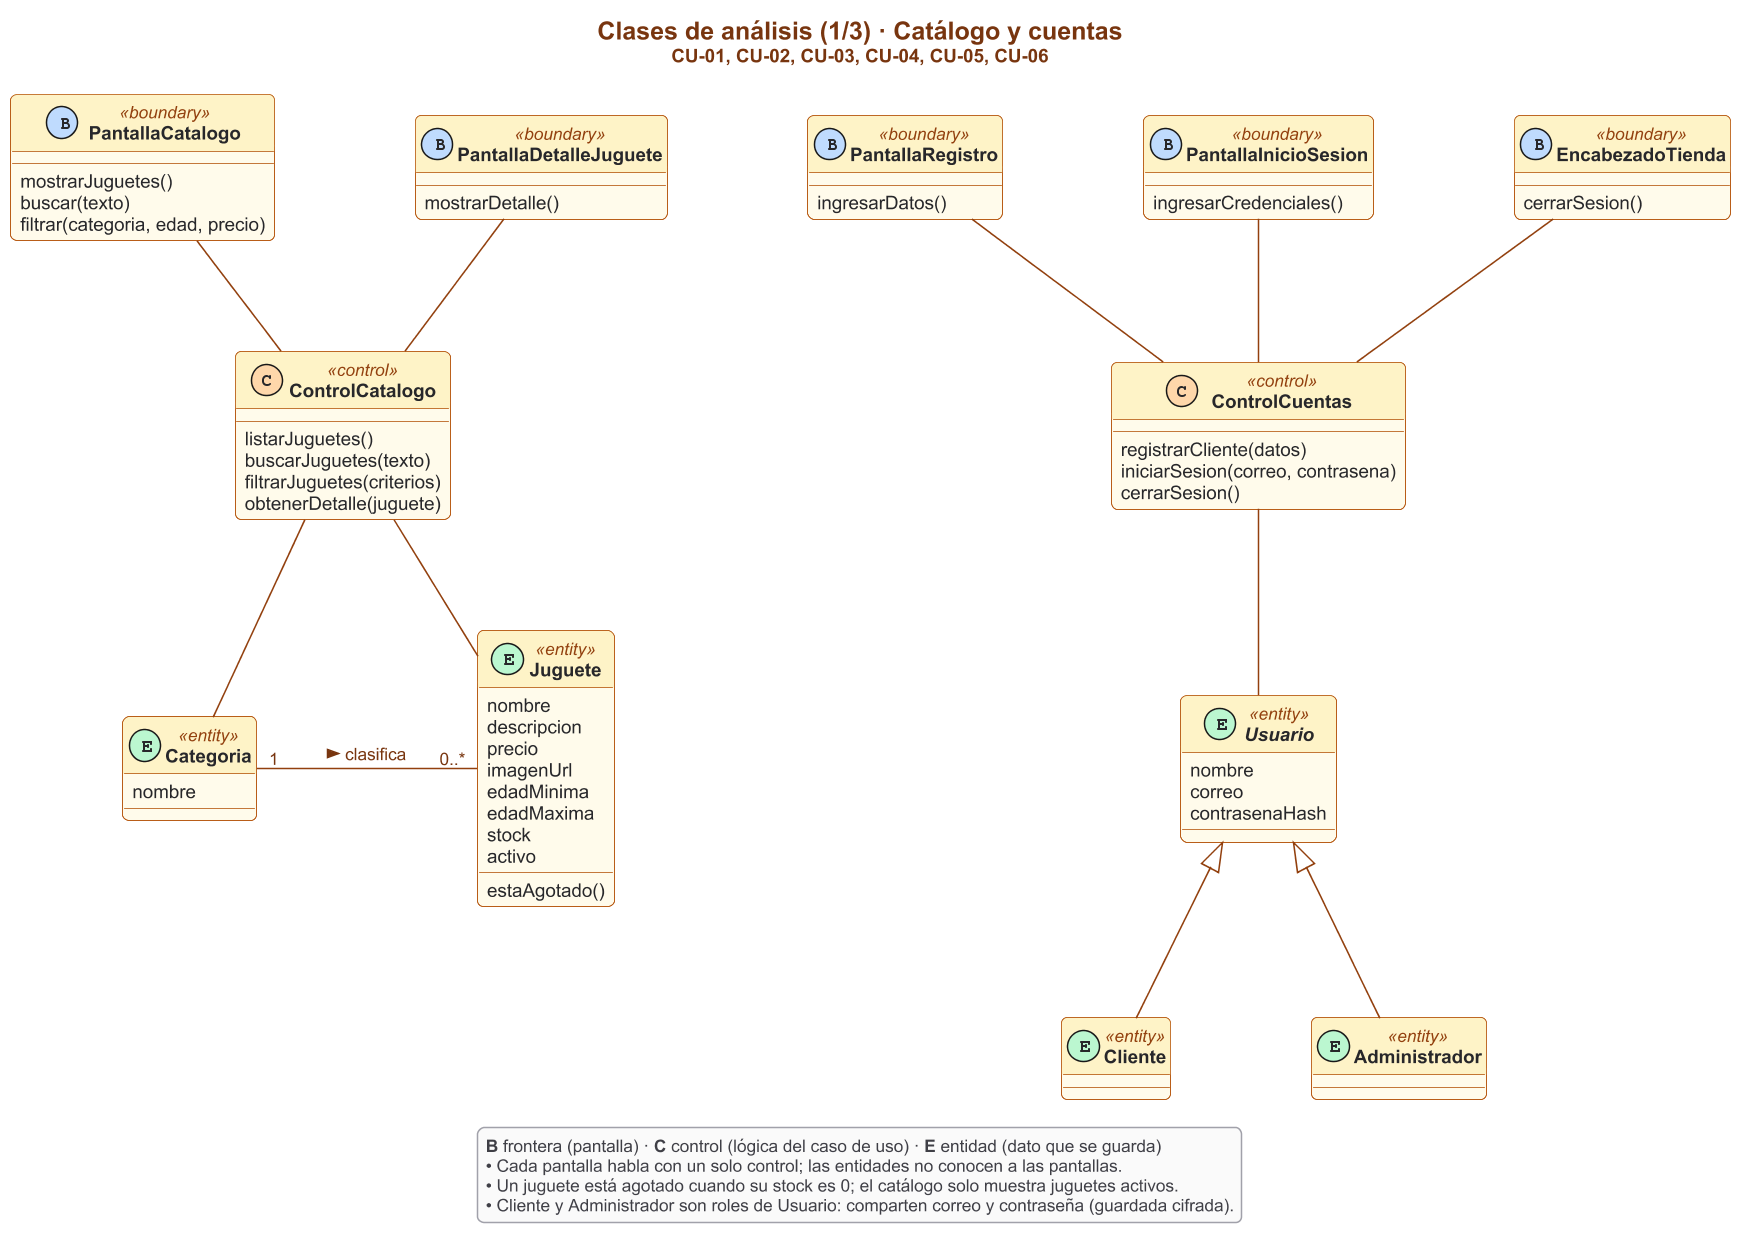 Clases de análisis (1/3) · Catálogo y cuentas
CU-01, CU-02, CU-03, CU-04, CU-05, CU-06
B
«boundary»
PantallaCatalogo
mostrarJuguetes()
buscar(texto)
filtrar(categoria, edad, precio)
B
«boundary»
PantallaDetalleJuguete
mostrarDetalle()
B
«boundary»
PantallaRegistro
ingresarDatos()
B
«boundary»
PantallaInicioSesion
ingresarCredenciales()
B
«boundary»
EncabezadoTienda
cerrarSesion()
C
«control»
ControlCatalogo
listarJuguetes()
buscarJuguetes(texto)
filtrarJuguetes(criterios)
obtenerDetalle(juguete)
C
«control»
ControlCuentas
registrarCliente(datos)
iniciarSesion(correo, contrasena)
cerrarSesion()
E
«entity»
Categoria
nombre
1
clasifica
0..*
E
«entity»
Juguete
nombre
descripcion
precio
imagenUrl
edadMinima
edadMaxima
stock
activo
estaAgotado()
E
«entity»
Usuario
nombre
correo
contrasenaHash
E
«entity»
Cliente
E
«entity»
Administrador
B frontera (pantalla) · C control (lógica del caso de uso) · E entidad (dato que se guarda)
• Cada pantalla habla con un solo control; las entidades no conocen a las pantallas.
• Un juguete está agotado cuando su stock es 0; el catálogo solo muestra juguetes activos.
• Cliente y Administrador son roles de Usuario: comparten correo y contraseña (guardada cifrada).